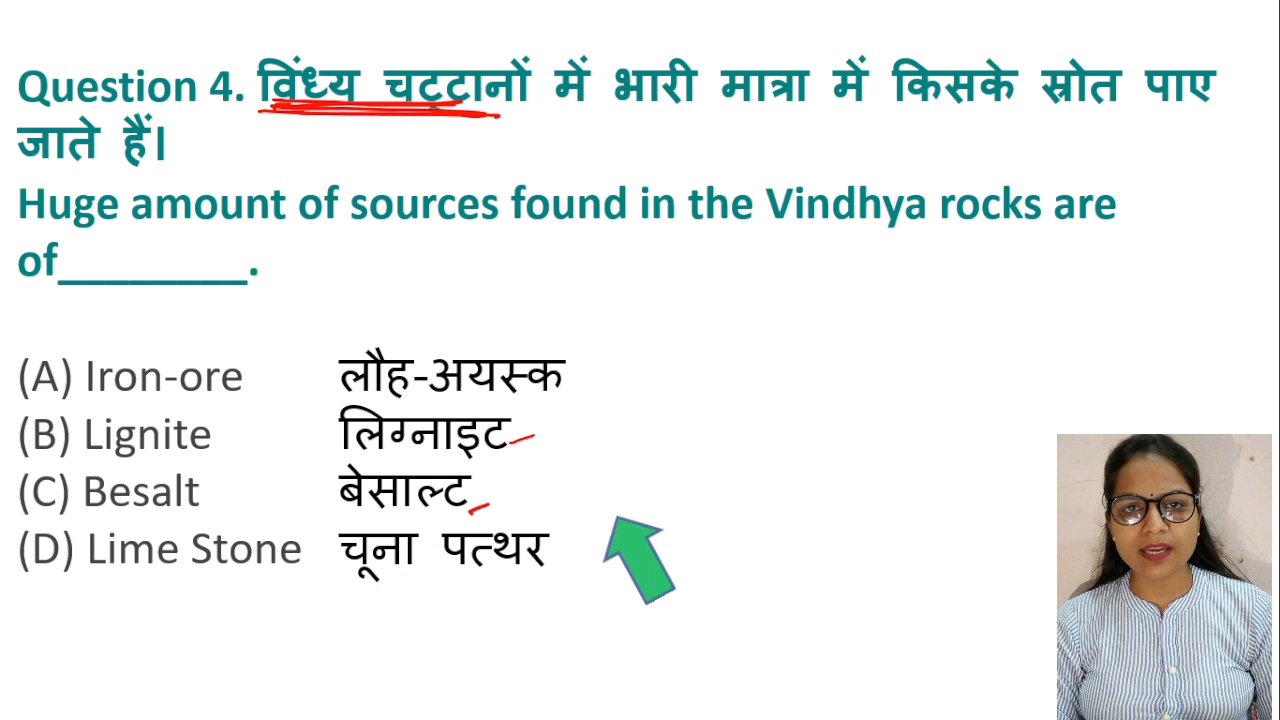 Question 4. विंध्य चट्टानों में भारी मात्रा में किसके स्रोत पाए
जाते हैं।
Huge amount of sources found in the Vindhya rocks are
of________.
(A) Iron-ore लौह-अयस्क
(B) Lignite लिग्नाइट
(C) Besalt बेसाल्ट
(D) Lime Stone चूना पत्थर